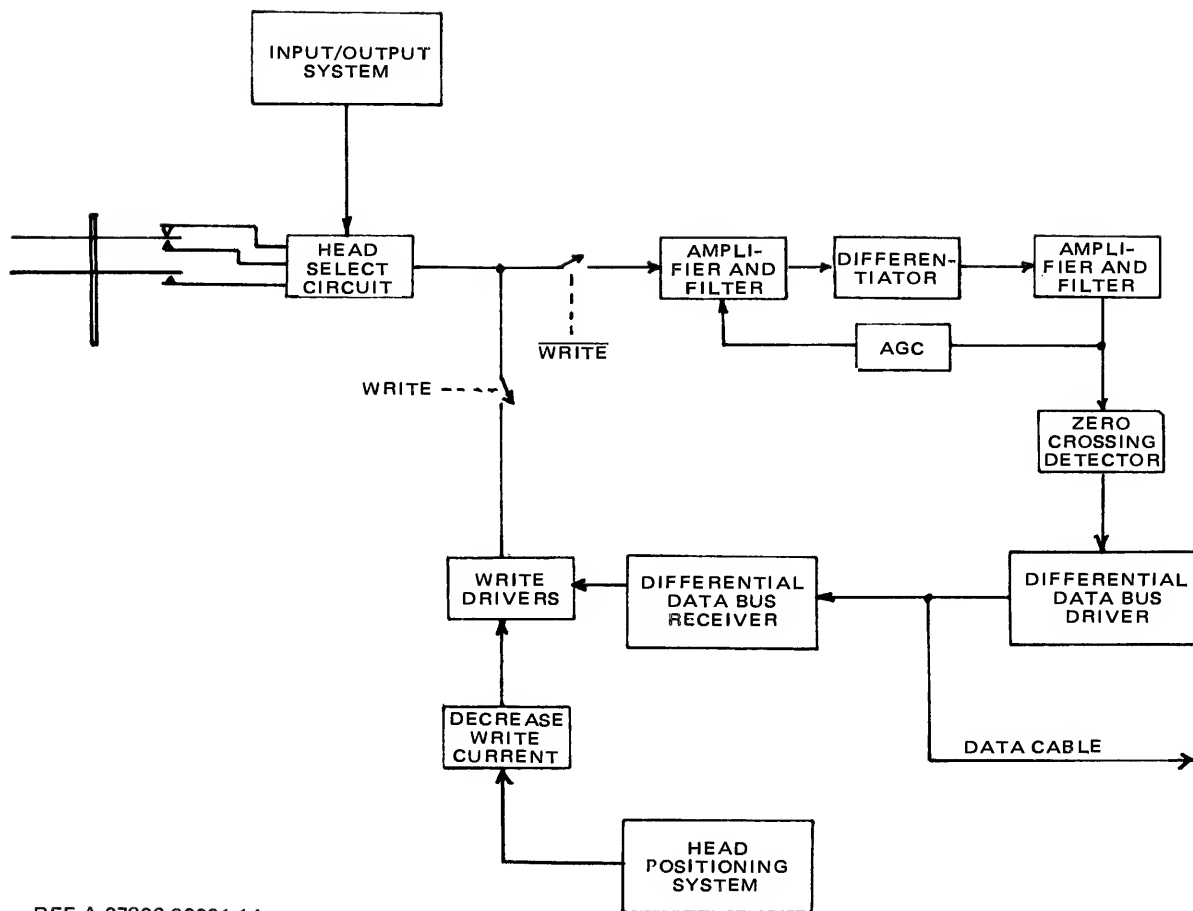 INPUT/OUTPUT
SYSTEM
HEAD
SELECT
CIRCUIT
AMPLI-
FIER AND
FILTER
DIFFEREN-
TIATOR
AMPLI-
FIER AND
FILTER
WRITE
AGC
WRITE
ZERO
CROSSING
DETECTOR
WRITE
DRIVERS
DIFFERENTIAL
DATA BUS
RECEIVER
DIFFERENTIAL
DATA BUS
DRIVER
DECREASE
WRITE
CURRENT
DATA CABLE
HEAD
POSITIONING
SYSTEM